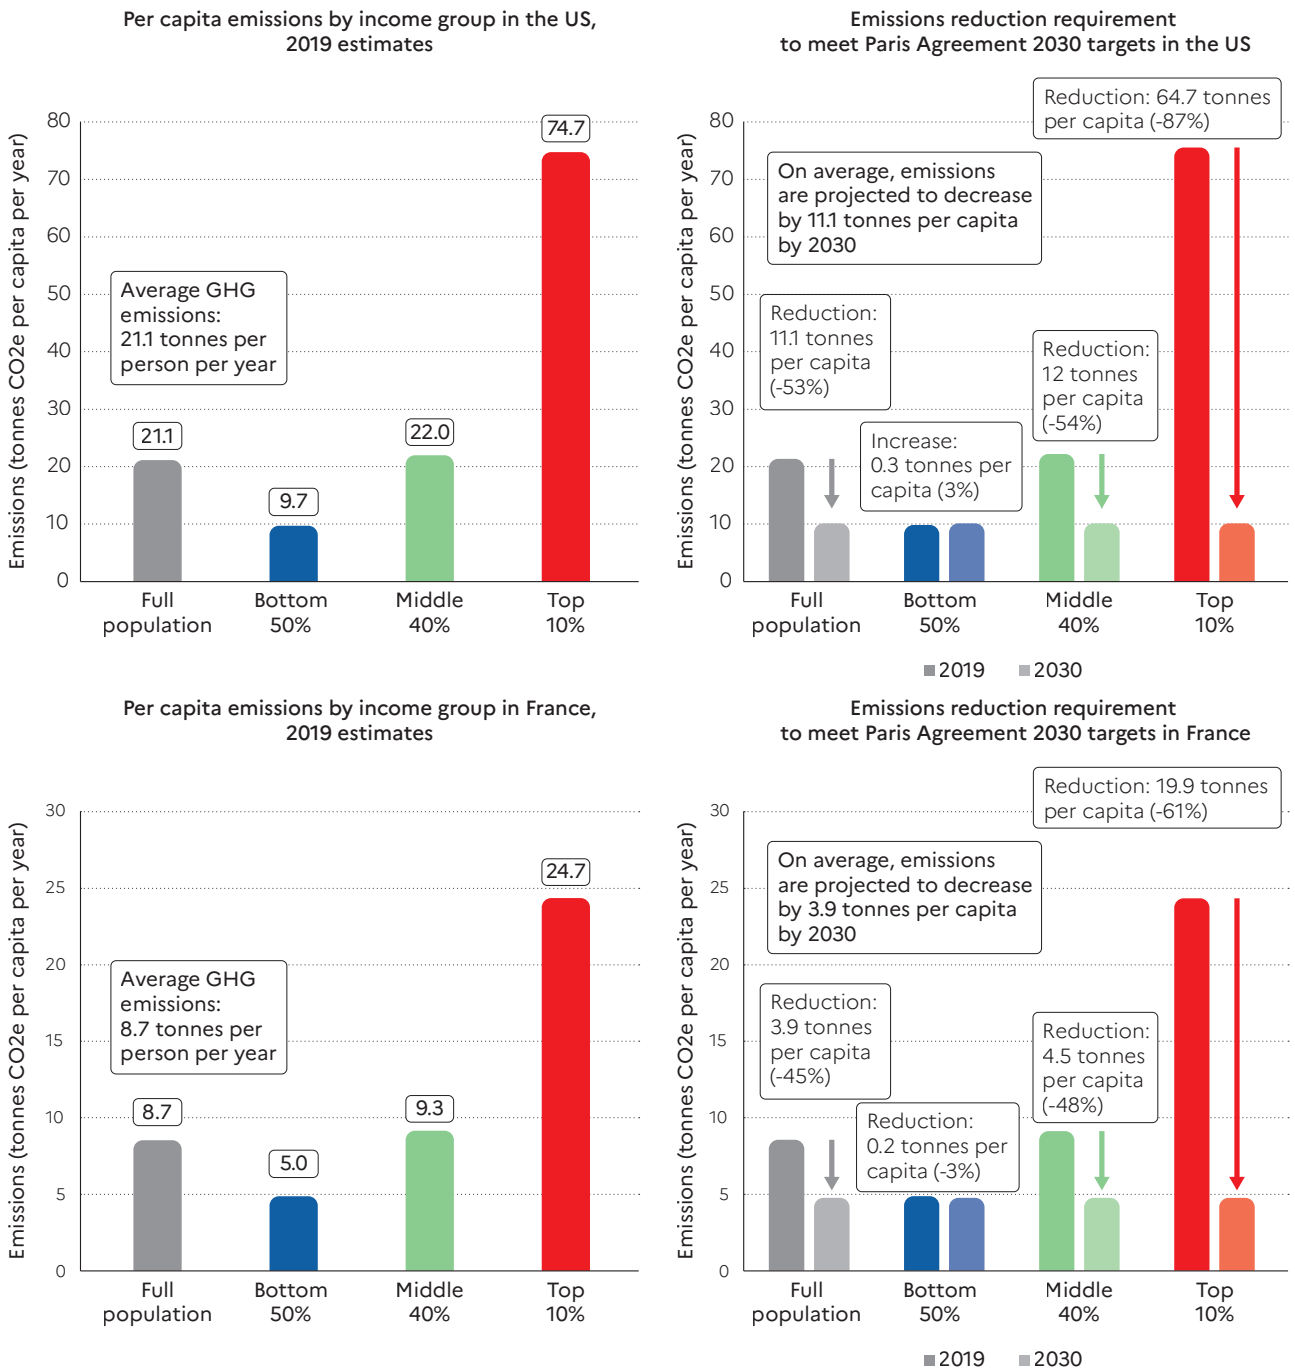 Per capita emissions by income group in the US,
2019 estimates
Emissions (tonnes CO2e per capita per year)
80
70
60
50
40
30
20
10
0
Average GHG
emissions:
21.1 tonnes per
person per year
21.1
9.7
22.0
74.7
Full
population
Bottom
50%
Middle
40%
Top
10%
Emissions reduction requirement
to meet Paris Agreement 2030 targets in the US
Emissions (tonnes CO2e per capita per year)
80
70
60
50
40
30
20
10
0
Reduction: 64.7 tonnes
per capita (-87%)
On average, emissions
are projected to decrease
by 11.1 tonnes per capita
by 2030
Reduction:
11.1 tonnes
per capita
(-53%)
Increase:
0.3 tonnes per
capita (3%)
Reduction:
12 tonnes
per capita
(-54%)
Full
population
Bottom
50%
Middle
40%
Top
10%
2019
2030
Per capita emissions by income group in France,
2019 estimates
Emissions (tonnes CO2e per capita per year)
30
25
20
15
10
5
0
Average GHG
emissions:
8.7 tonnes per
person per year
8.7
5.0
9.3
24.7
Full
population
Bottom
50%
Middle
40%
Top
10%
Emissions reduction requirement
to meet Paris Agreement 2030 targets in France
Emissions (tonnes CO2e per capita per year)
30
25
20
15
10
5
0
Reduction: 19.9 tonnes
per capita (-61%)
On average, emissions
are projected to decrease
by 3.9 tonnes per capita
by 2030
Reduction:
3.9 tonnes
per capita
(-45%)
Reduction:
0.2 tonnes per
capita (-3%)
Reduction:
4.5 tonnes
per capita
(-48%)
Full
population
Bottom
50%
Middle
40%
Top
10%
2019
2030